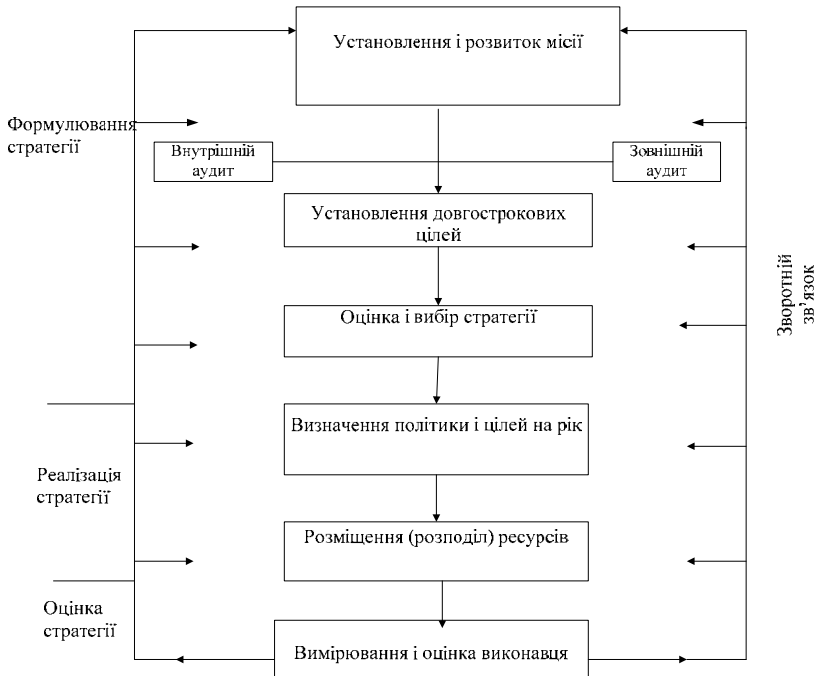 Установлення і розвиток місії
Формулювання
стратегії
Внутрішній
аудит
Зовнішній
аудит
Установлення довгострокових
цілей
Зворотній
зв’язок
Оцінка і вибір стратегії
Визначення політики і цілей на рік
Реалізація
стратегії
Розміщення (розподіл) ресурсів
Оцінка
стратегії
Вимірювання і оцінка виконавця